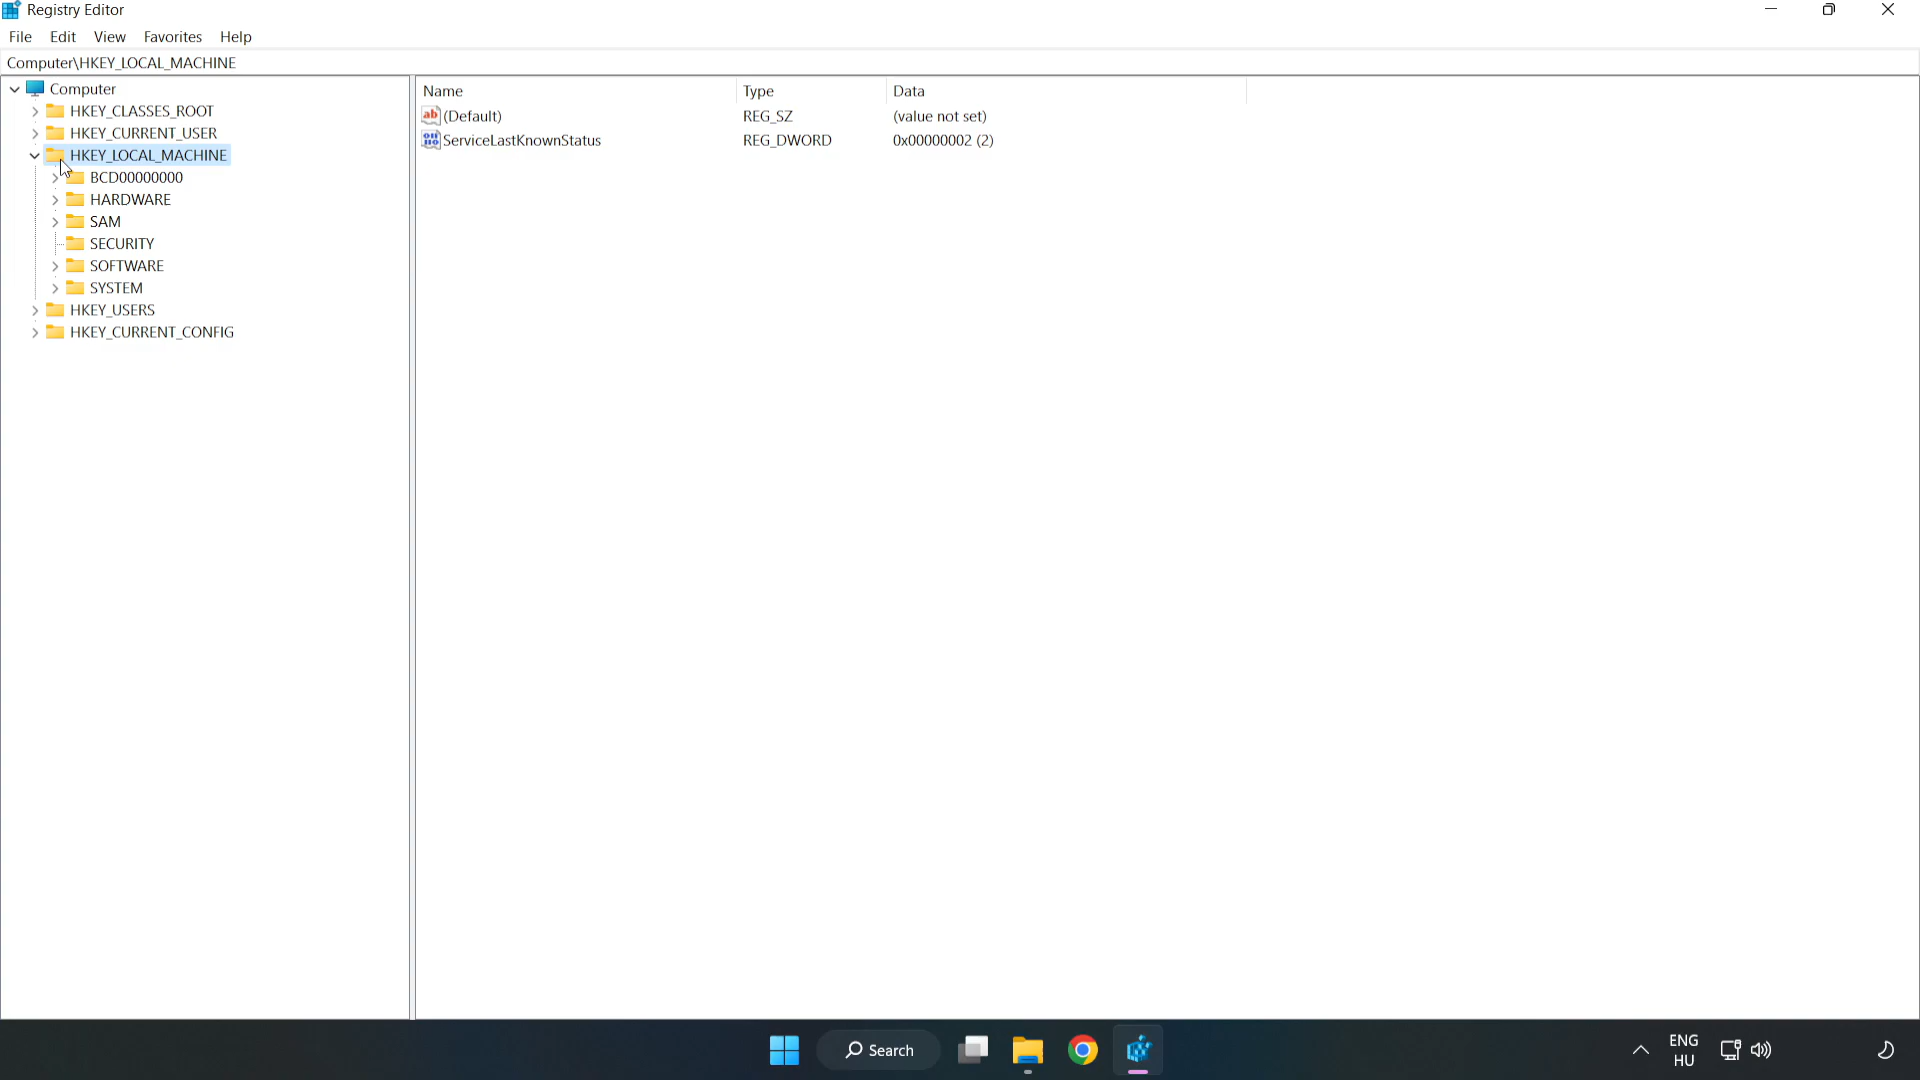 Registry Editor
File Edit View Favorites Help
Computer\HKEY_LOCAL_MACHINE
Computer
HKEY_CLASSES_ROOT
HKEY_CURRENT_USER
HKEY_LOCAL_MACHINE
BCD00000000
HARDWARE
SAM
SECURITY
SOFTWARE
SYSTEM
HKEY_USERS
HKEY_CURRENT_CONFIG
Name Type Data
(Default) REG_SZ (value not set)
ServiceLastKnownStatus REG_DWORD 0x00000002 (2)
Search
ENG
HU